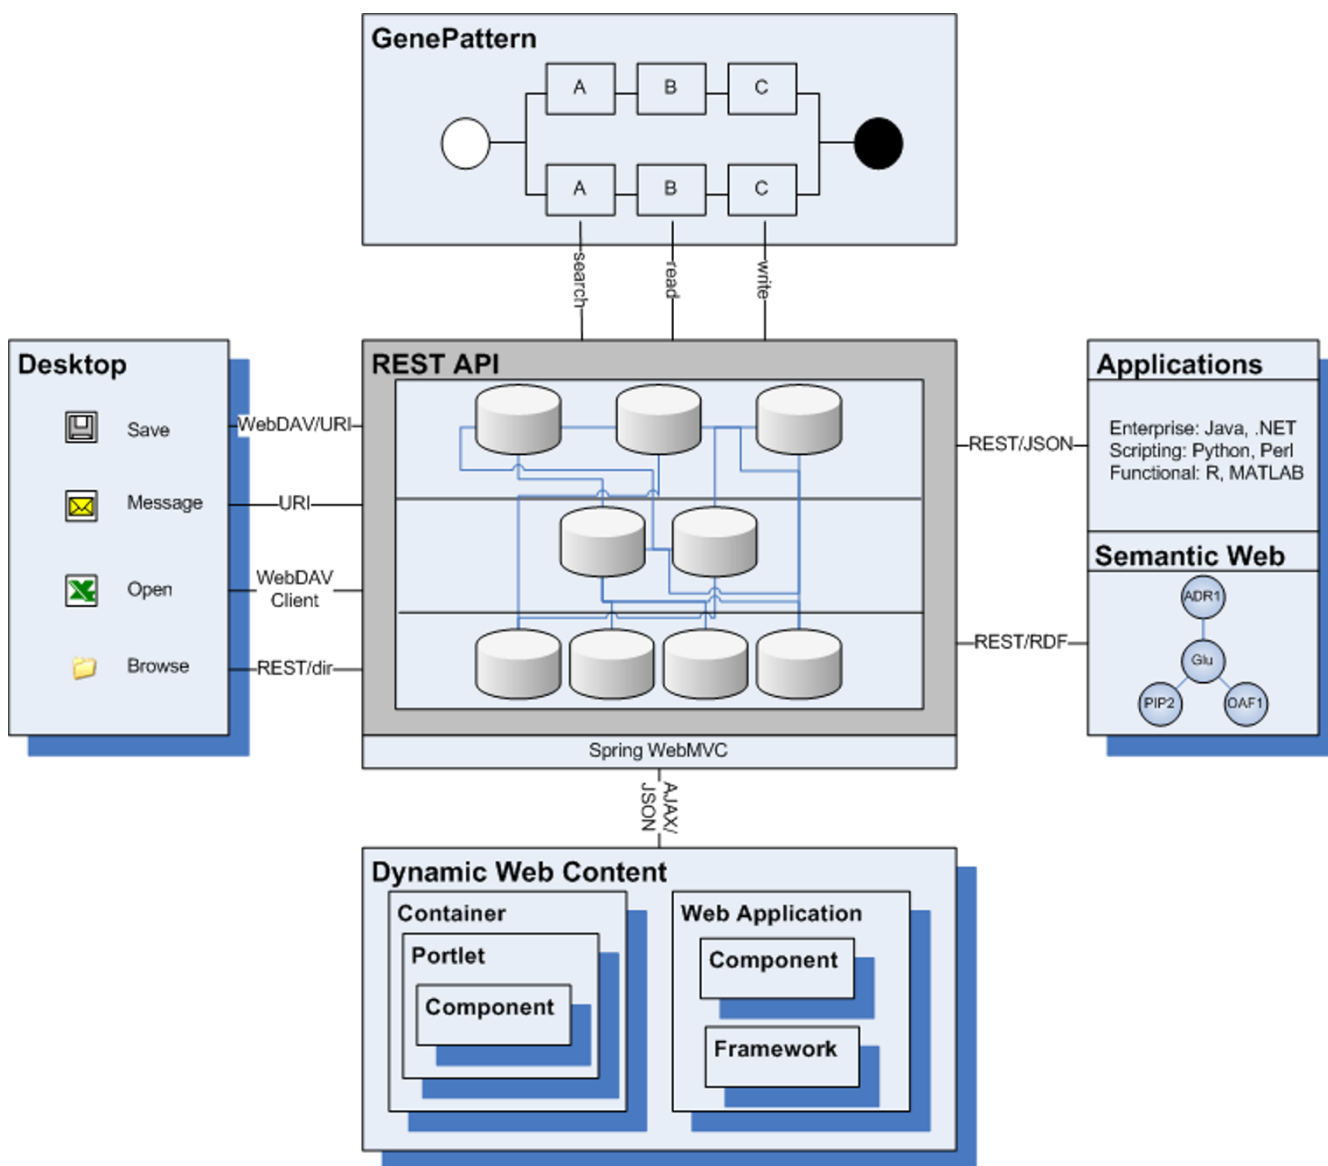 GenePattern
A
B
C
A
B
C
search
read
write
Desktop
Save
Message
Open
Browse
WebDAV/URI
URI
WebDAV
Client
REST/dir
REST API
Spring WebMVC
REST/JSON
REST/RDF
Applications
Enterprise: Java, .NET
Scripting: Python, Perl
Functional: R, MATLAB
Semantic Web
ADR1
Glu
PIP2
OAF1
AJAX/
JSON
Dynamic Web Content
Container
Portlet
Component
Web Application
Component
Framework